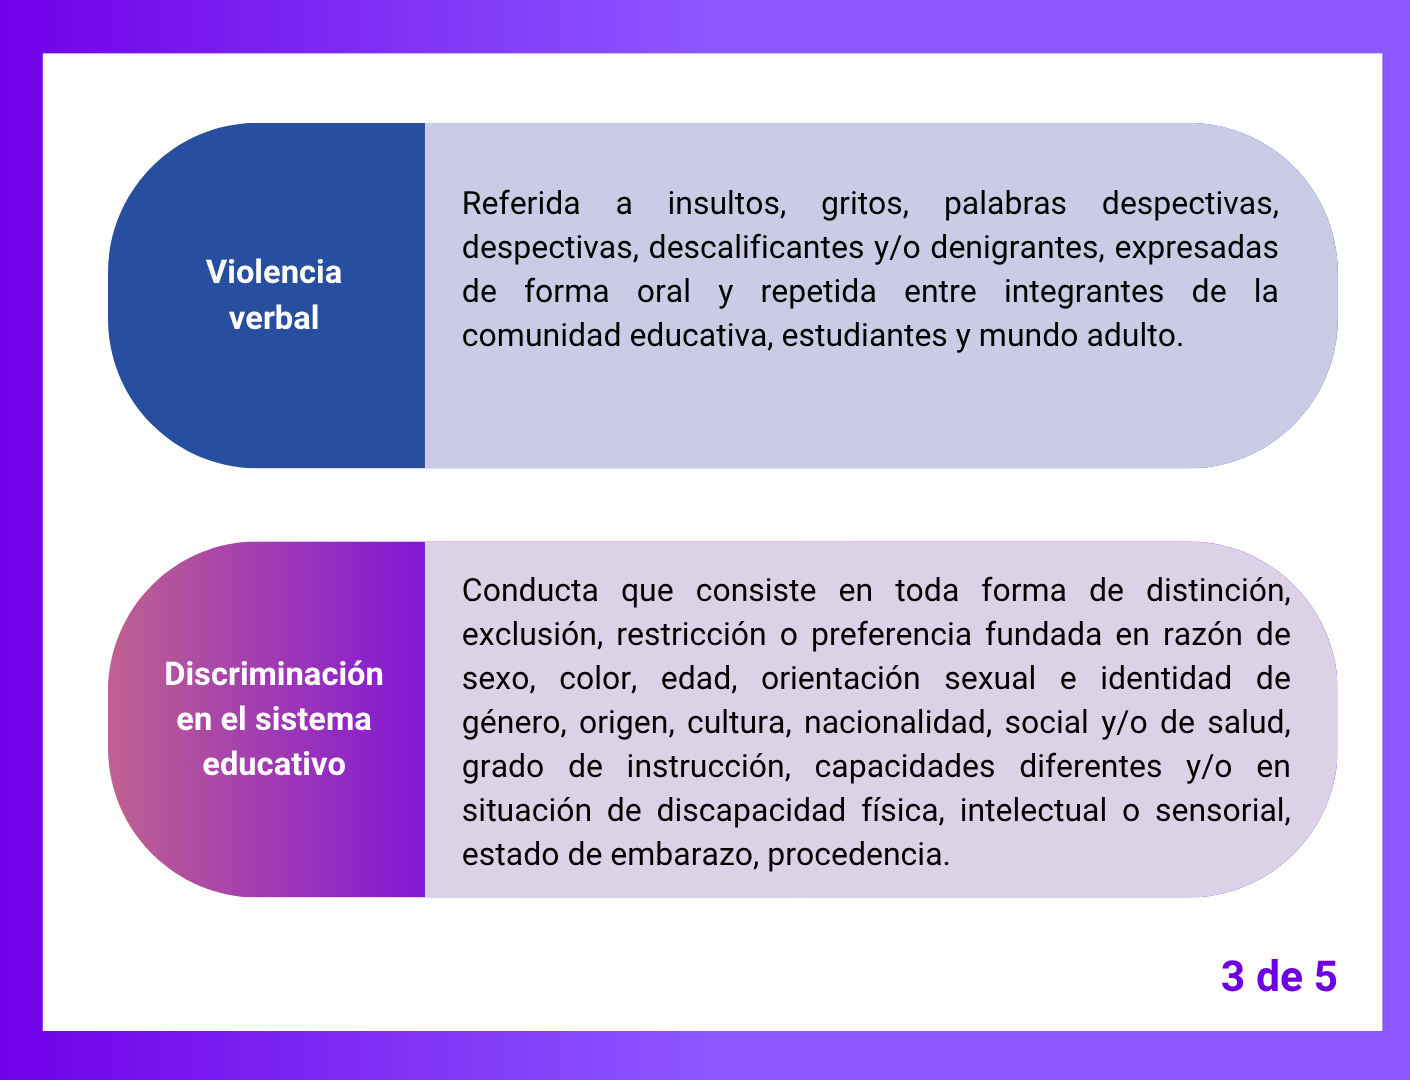 Violencia
verbal
Referida a insultos, gritos, palabras despectivas,
despectivas, descalificantes y/o denigrantes, expresadas
de forma oral y repetida entre integrantes de la
comunidad educativa, estudiantes y mundo adulto.
Discriminación
en el sistema
educativo
Conducta que consiste en toda forma de distinción,
exclusión, restricción o preferencia fundada en razón de
sexo, color, edad, orientación sexual e identidad de
género, origen, cultura, nacionalidad, social y/o de salud,
grado de instrucción, capacidades diferentes y/o en
situación de discapacidad física, intelectual o sensorial,
estado de embarazo, procedencia.
3 de 5